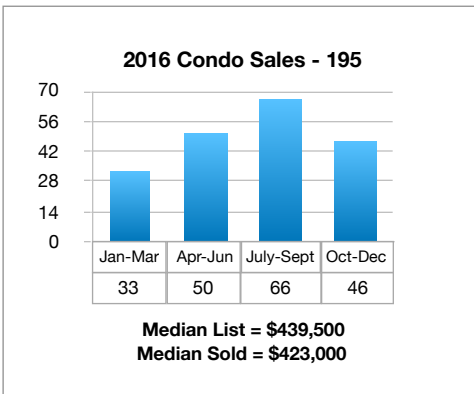 2016 Condo Sales - 195
70
56
42
28
14
0
Jan-Mar Apr-Jun July-Sept Oct-Dec
33 50 66 46
Median List = $439,500
Median Sold = $423,000